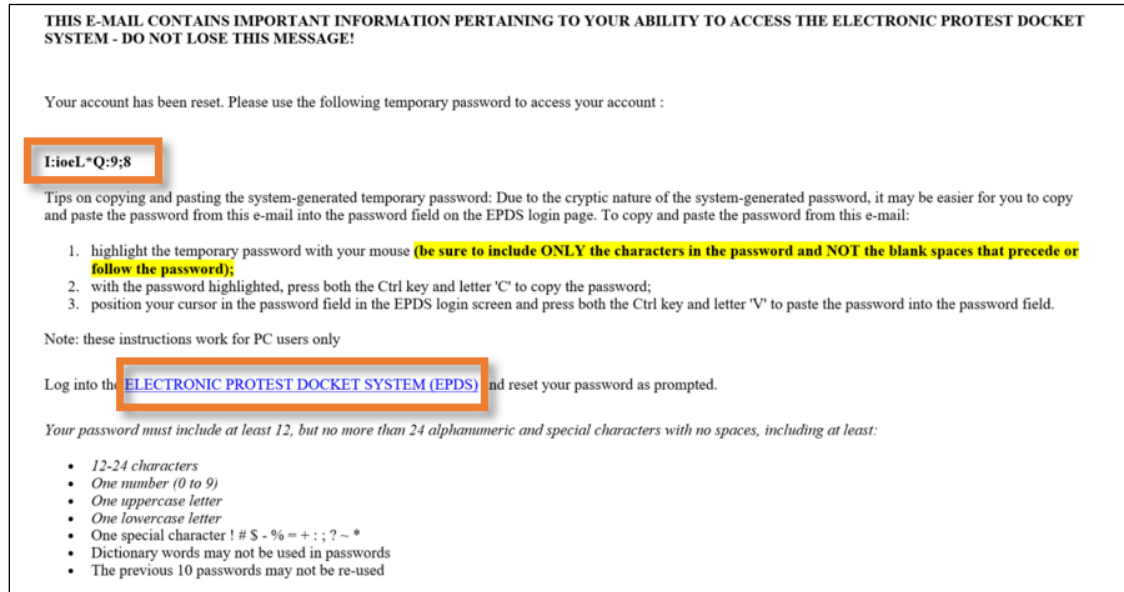 THIS E-MAIL CONTAINS IMPORTANT INFORMATION PERTAINING TO YOUR ABILITY TO ACCESS THE ELECTRONIC PROTEST DOCKET
SYSTEM - DO NOT LOSE THIS MESSAGE!
Your account has been reset. Please use the following temporary password to access your account :
I:ioeL*Q:9;8
Tips on copying and pasting the system-generated temporary password: Due to the cryptic nature of the system-generated password, it may be easier for you to copy
and paste the password from this e-mail into the password field on the EPDS login page. To copy and paste the password from this e-mail:
1. highlight the temporary password with your mouse (be sure to include ONLY the characters in the password and NOT the blank spaces that precede or
follow the password);
2. with the password highlighted, press both the Ctrl key and letter 'C' to copy the password;
3. position your cursor in the password field in the EPDS login screen and press both the Ctrl key and letter 'V' to paste the password into the password field.
Note: these instructions work for PC users only
Log into the ELECTRONIC PROTEST DOCKET SYSTEM (EPDS) nd reset your password as prompted.
Your password must include at least 12, but no more than 24 alphanumeric and special characters with no spaces, including at least:
• 12-24 characters
• One number (0 to 9)
• One uppercase letter
• One lowercase letter
• One special character ! # $ - % = + : ; ? ~ *
• Dictionary words may not be used in passwords
• The previous 10 passwords may not be re-used